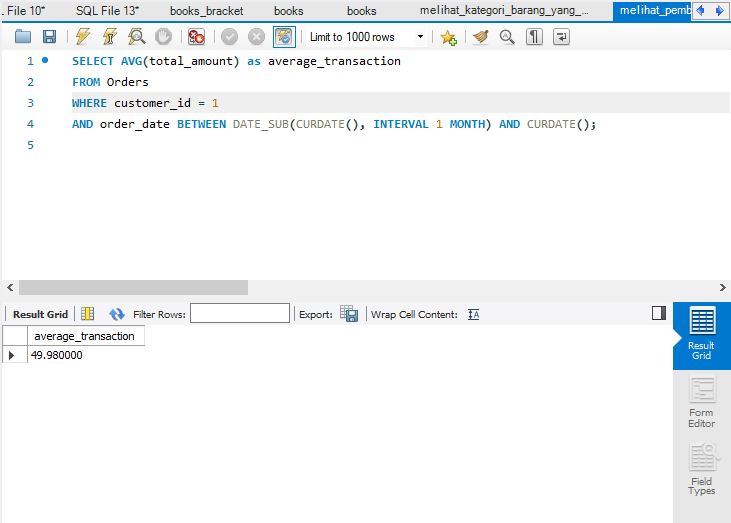 . File 10* SQL File 13* books_bracket books books melihat_kategori_barang_yang_... melihat_pemb
Limit to 1000 rows
1 SELECT AVG(total_amount) as average_transaction
2 FROM Orders
3 WHERE customer_id = 1
4 AND order_date BETWEEN DATE_SUB(CURDATE(), INTERVAL 1 MONTH) AND CURDATE();
5
Result Grid Filter Rows: Export: Wrap Cell Content: IA
average_transaction
49.980000
Result
Grid
Form
Editor
Field
Types